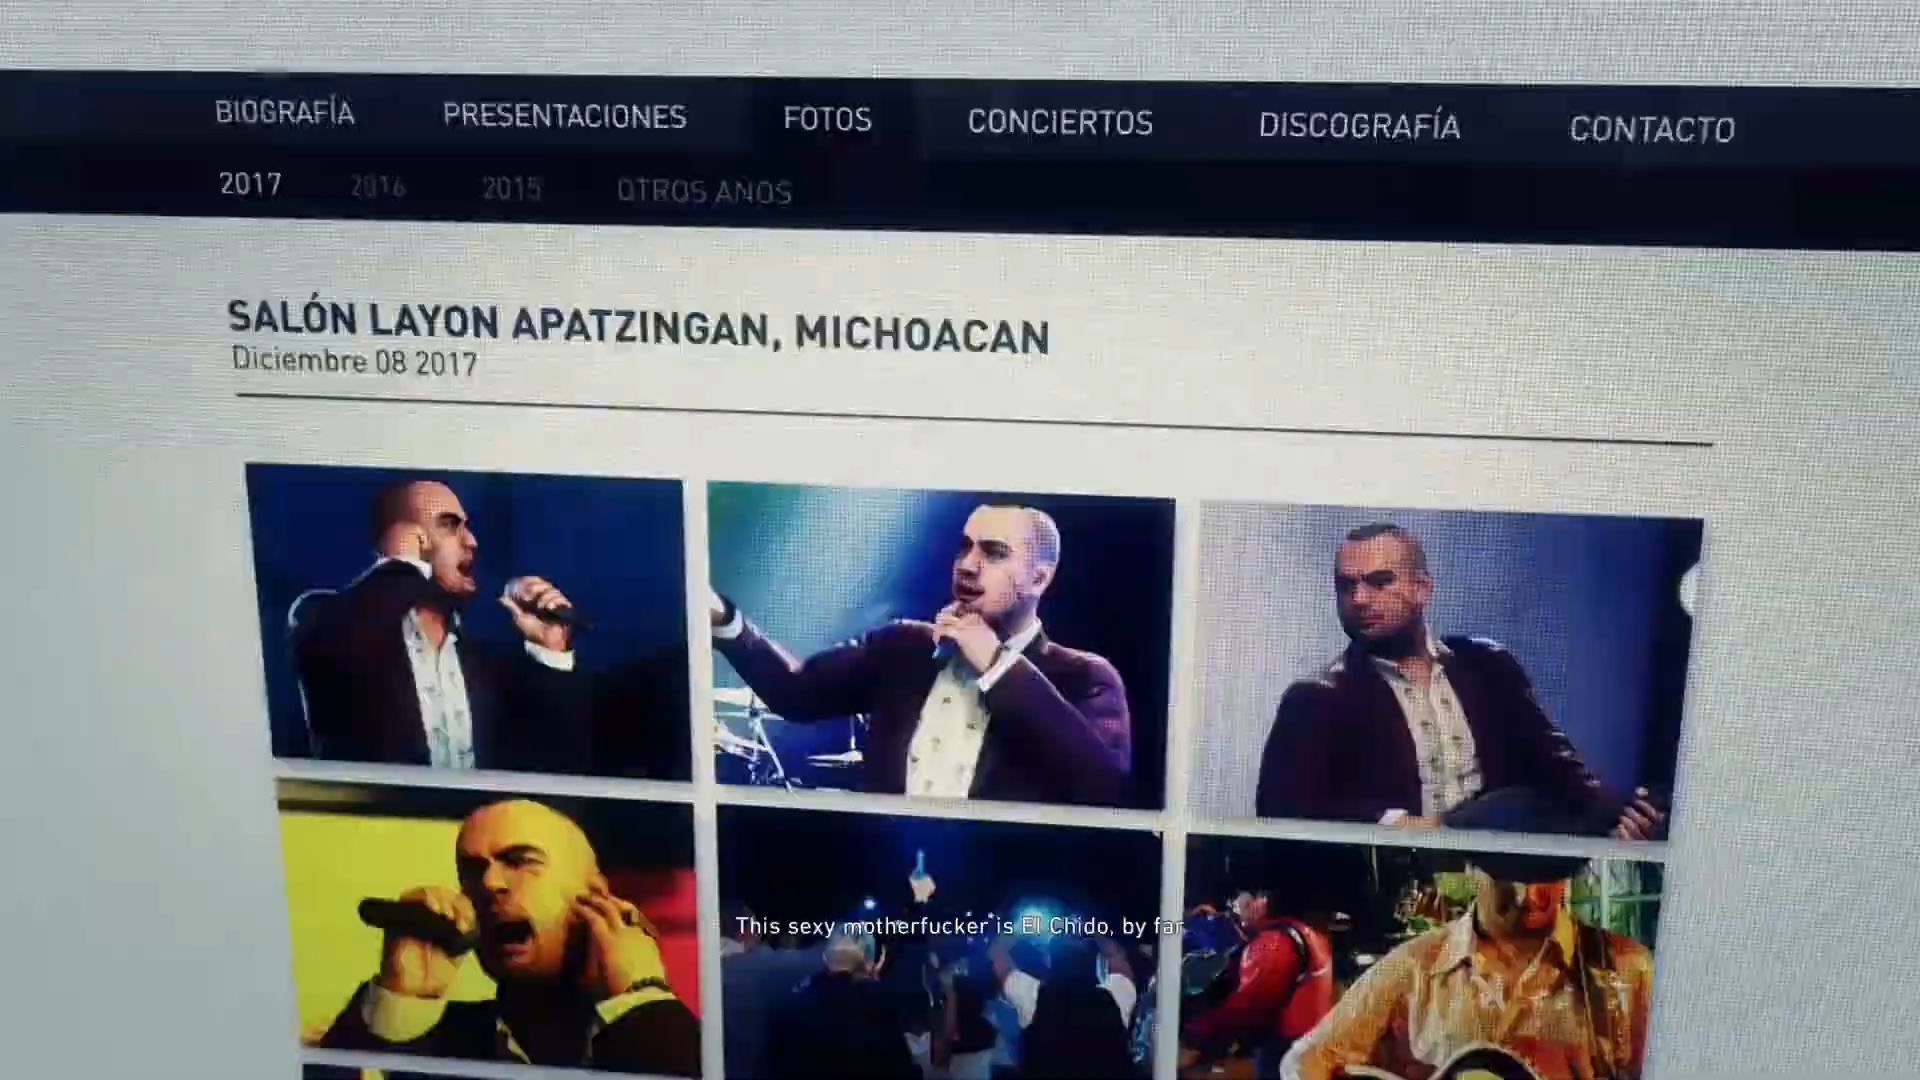 BIOGRAFÍA PRESENTACIONES FOTOS CONCIERTOS DISCOGRAFÍA CONTACTO
2017 2016 2015 OTROS AÑOS
SALÓN LAYON APATZINGAN, MICHOACAN
Diciembre 08 2017
This sexy motherfucker is El Chido, by far